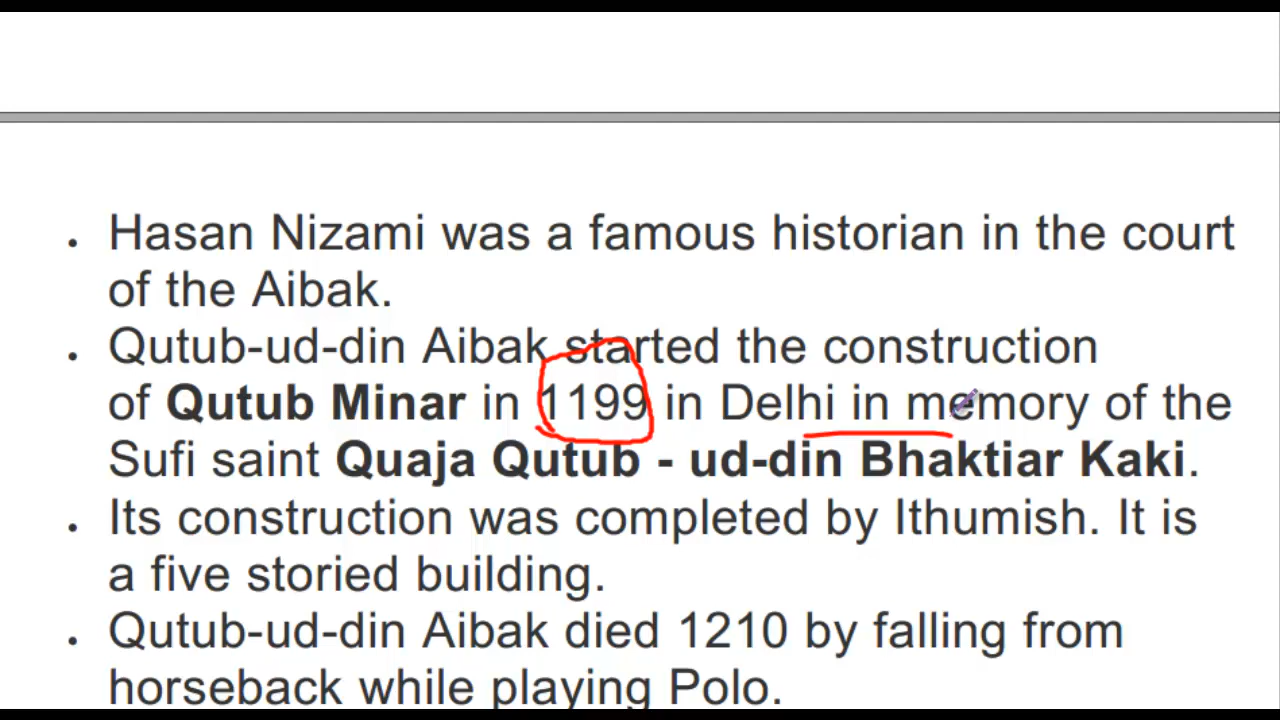 . Hasan Nizami was a famous historian in the court
of the Aibak.
. Qutub-ud-din Aibak started the construction
of Qutub Minar in 1199 in Delhi in memory of the
Sufi saint Quaja Qutub - ud-din Bhaktiar Kaki.
. Its construction was completed by Ithumish. It is
a five storied building.
. Qutub-ud-din Aibak died 1210 by falling from
horseback while playing Polo.